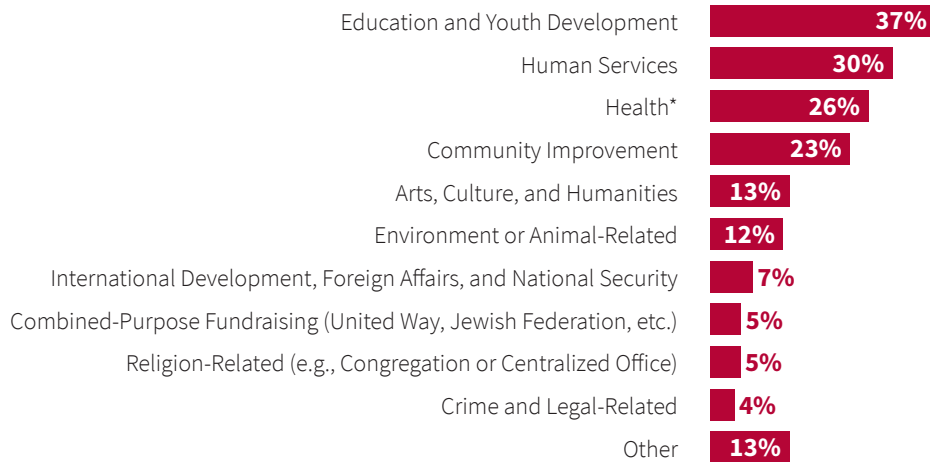 Education and Youth Development 37%
Human Services 30%
Health* 26%
Community Improvement 23%
Arts, Culture, and Humanities 13%
Environment or Animal-Related 12%
International Development, Foreign Affairs, and National Security 7%
Combined-Purpose Fundraising (United Way, Jewish Federation, etc.) 5%
Religion-Related (e.g., Congregation or Centralized Office) 5%
Crime and Legal-Related 4%
Other 13%